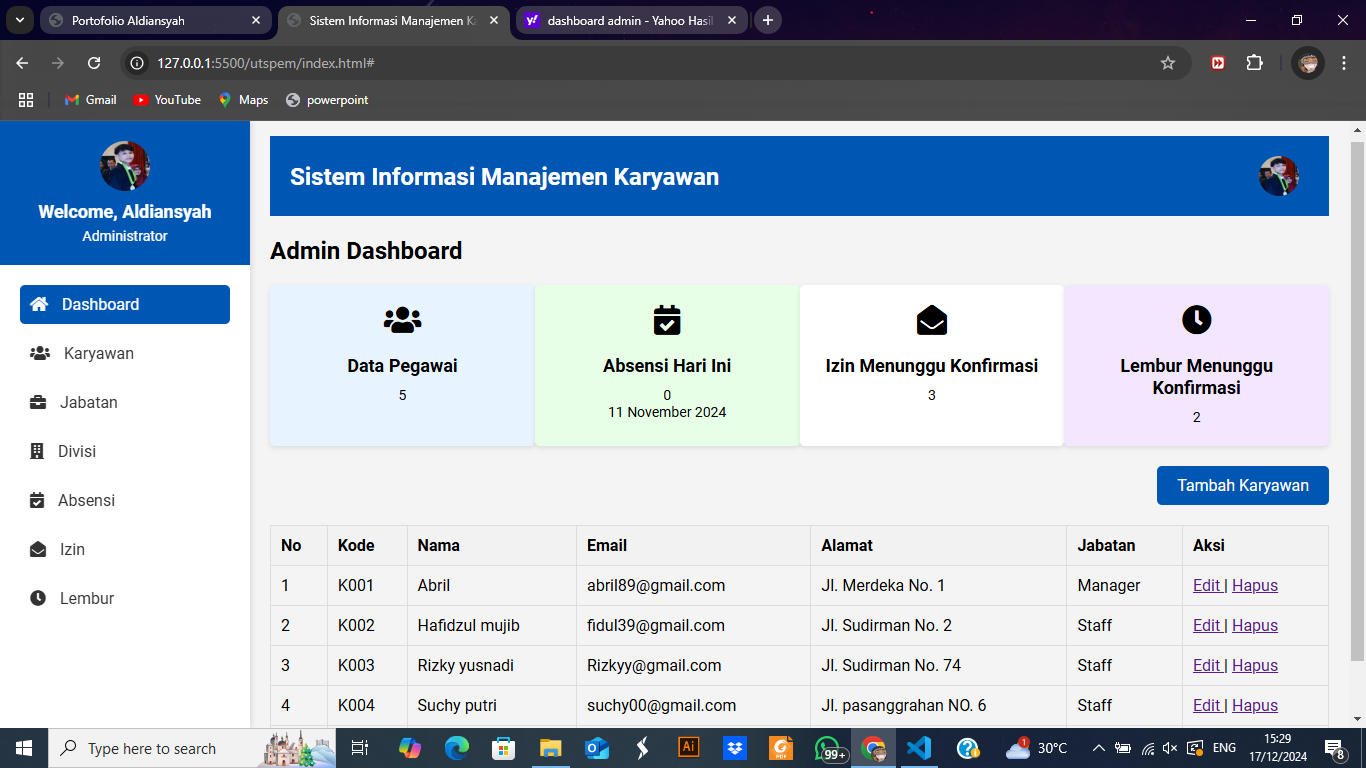 Portofolio Aldiansyah
Sistem Informasi Manajemen Ka
dashboard admin - Yahoo Hasil
127.0.0.1:5500/utspem/index.html#
Gmail
YouTube
Maps
powerpoint
Welcome, Aldiansyah
Administrator
Dashboard
Karyawan
Jabatan
Divisi
Absensi
Izin
Lembur
Sistem Informasi Manajemen Karyawan
Admin Dashboard
Data Pegawai
5
Absensi Hari Ini
0
11 November 2024
Izin Menunggu Konfirmasi
3
Lembur Menunggu
Konfirmasi
2
Tambah Karyawan
No Kode Nama Email Alamat Jabatan Aksi
1 K001 Abril abril89@gmail.com Jl. Merdeka No. 1 Manager Edit | Hapus
2 K002 Hafidzul mujib fidul39@gmail.com Jl. Sudirman No. 2 Staff Edit | Hapus
3 K003 Rizky yusnadi Rizkyy@gmail.com Jl. Sudirman No. 74 Staff Edit | Hapus
4 K004 Suchy putri suchy00@gmail.com Jl. pasanggrahan NO. 6 Staff Edit | Hapus
Type here to search
Ai
99+
1
30°C
ENG
15:29
17/12/2024
8